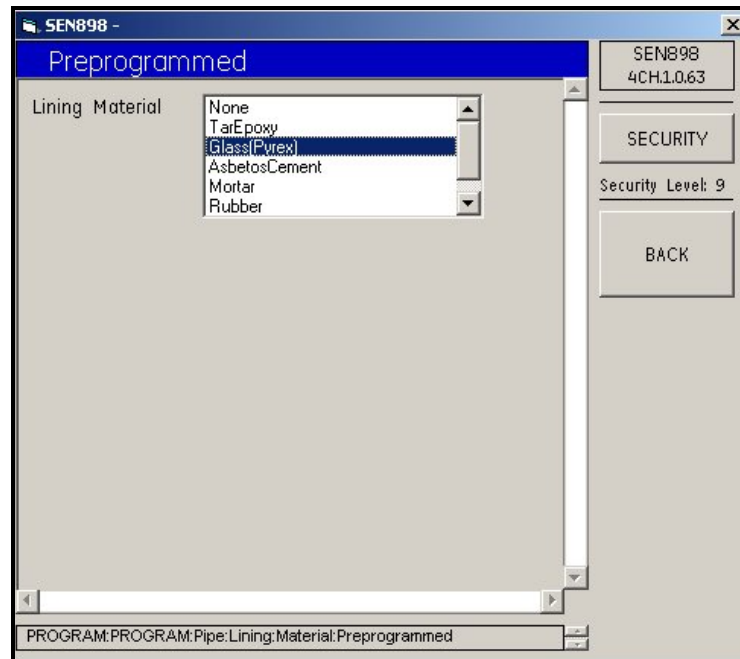 SEN898 -
Preprogrammed
SEN898
4CH.1.0.63
Lining Material
None
TarEpoxy
Glass(Pyrex)
AsbetosCement
Mortar
Rubber
SECURITY
Security Level: 9
BACK
PROGRAM:PROGRAM:Pipe:Lining:Material:Preprogrammed